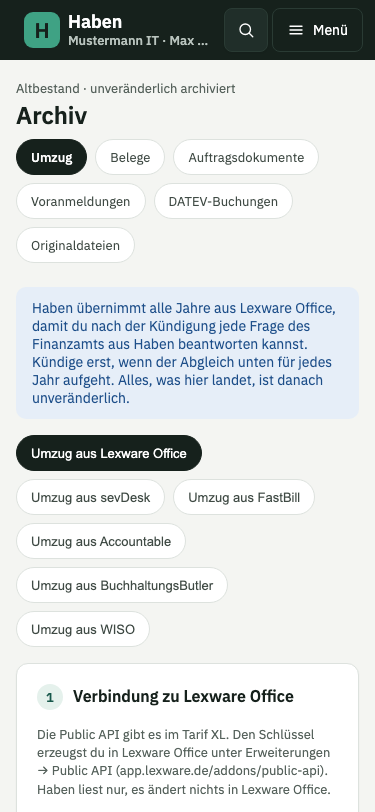 H
Haben
Mustermann IT · Max ...
Menü
Altbestand · unveränderlich archiviert
Archiv
Umzug
Belege
Auftragsdokumente
Voranmeldungen
DATEV-Buchungen
Originaldateien
Haben übernimmt alle Jahre aus Lexware Office,
damit du nach der Kündigung jede Frage des
Finanzamts aus Haben beantworten kannst.
Kündige erst, wenn der Abgleich unten für jedes
Jahr aufgeht. Alles, was hier landet, ist danach
unveränderlich.
Umzug aus Lexware Office
Umzug aus sevDesk
Umzug aus FastBill
Umzug aus Accountable
Umzug aus BuchhaltungsButler
Umzug aus WISO
1 Verbindung zu Lexware Office
Die Public API gibt es im Tarif XL. Den Schlüssel
erzeugst du in Lexware Office unter Erweiterungen
→ Public API (app.lexware.de/addons/public-api).
Haben liest nur, es ändert nichts in Lexware Office.